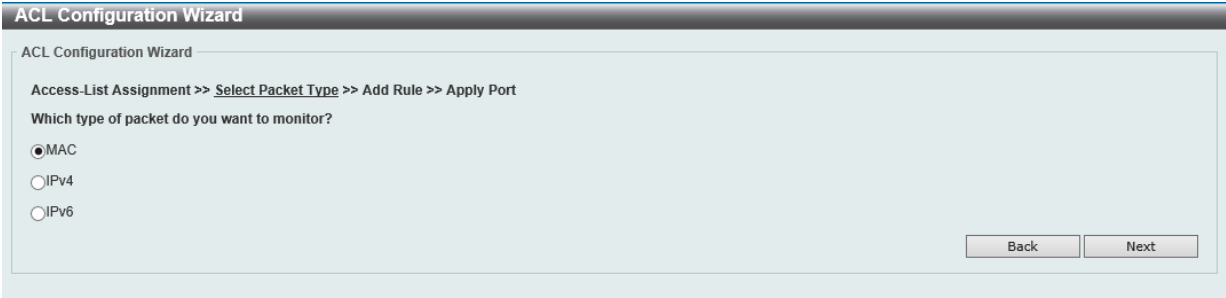 ACL Configuration Wizard
ACL Configuration Wizard
Access-List Assignment >> Select Packet Type >> Add Rule >> Apply Port
Which type of packet do you want to monitor?
MAC
IPv4
IPv6
Back Next